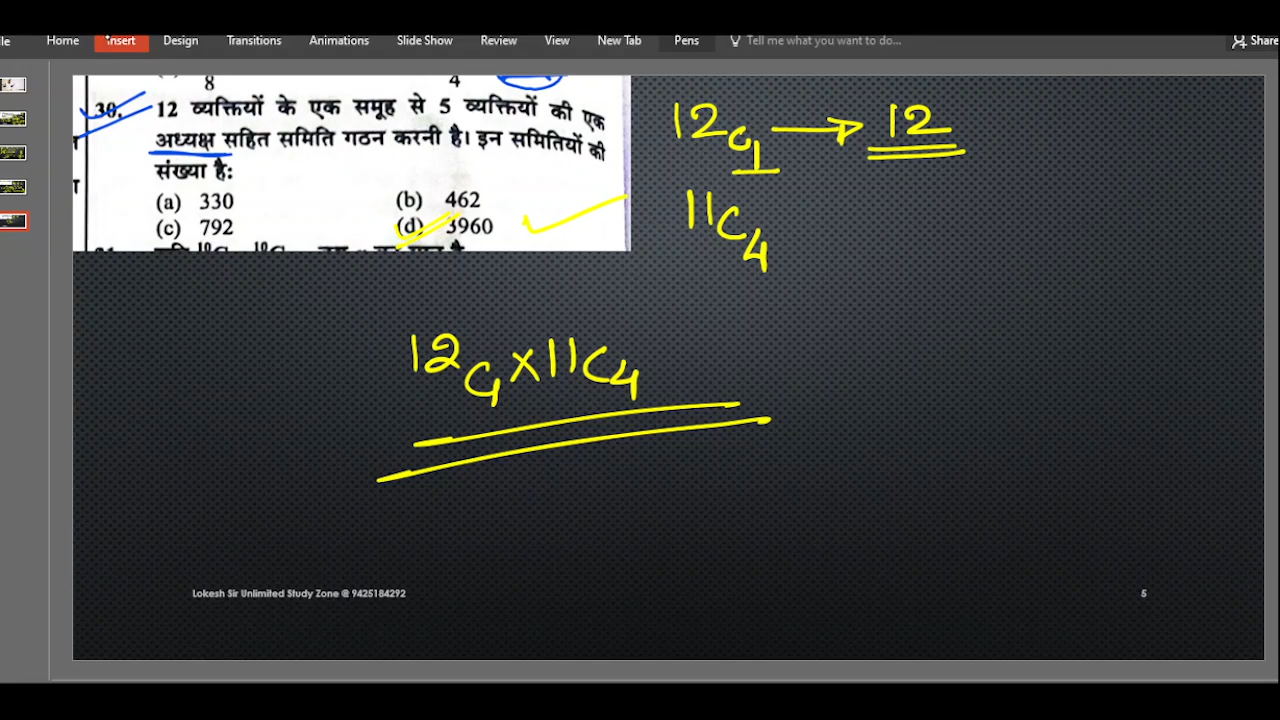 Home Insert Design Transitions Animations Slide Show Review View New Tab Pens Tell me what you want to do... Share
8 4
30. 12 व्यक्तियों के एक समूह से 5 व्यक्तियों की एक
अध्यक्ष सहित समिति गठन करनी है। इन समितियों की
संख्या है:
(a) 330 (b) 462
(c) 792 (d) 3960
12C1 → 12
11C4
12C1 × 11C4
Lokesh Sir Unlimited Study Zone @ 9425184292 5